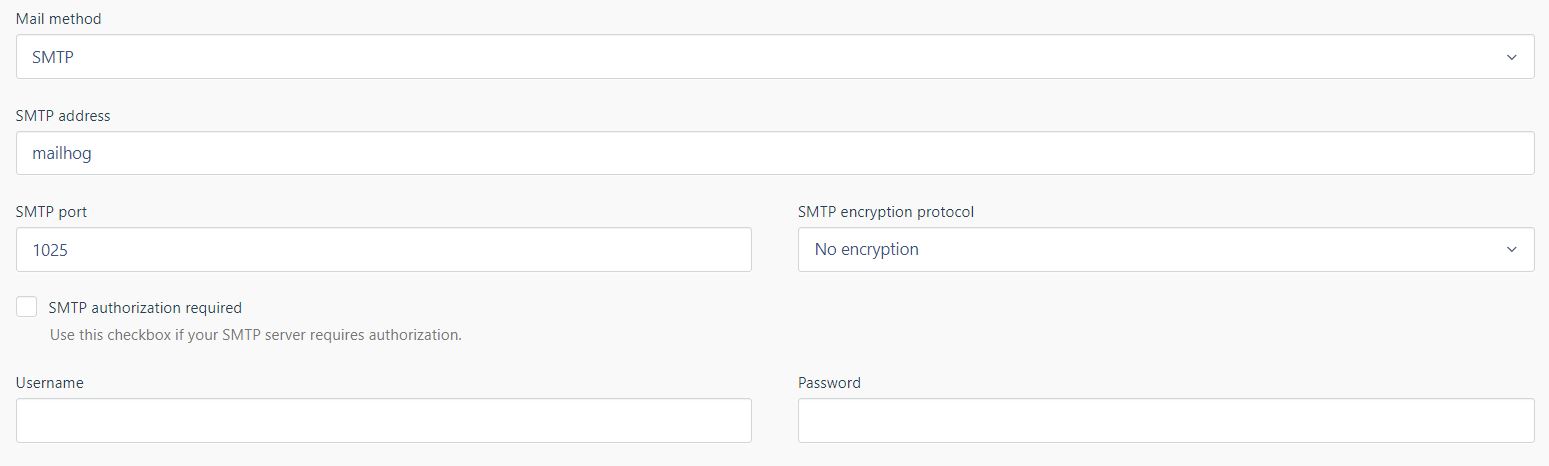 Mail method
SMTP
SMTP address
mailhog
SMTP port
SMTP encryption protocol
1025
No encryption
SMTP authorization required
Use this checkbox if your SMTP server requires authorization.
Username
Password